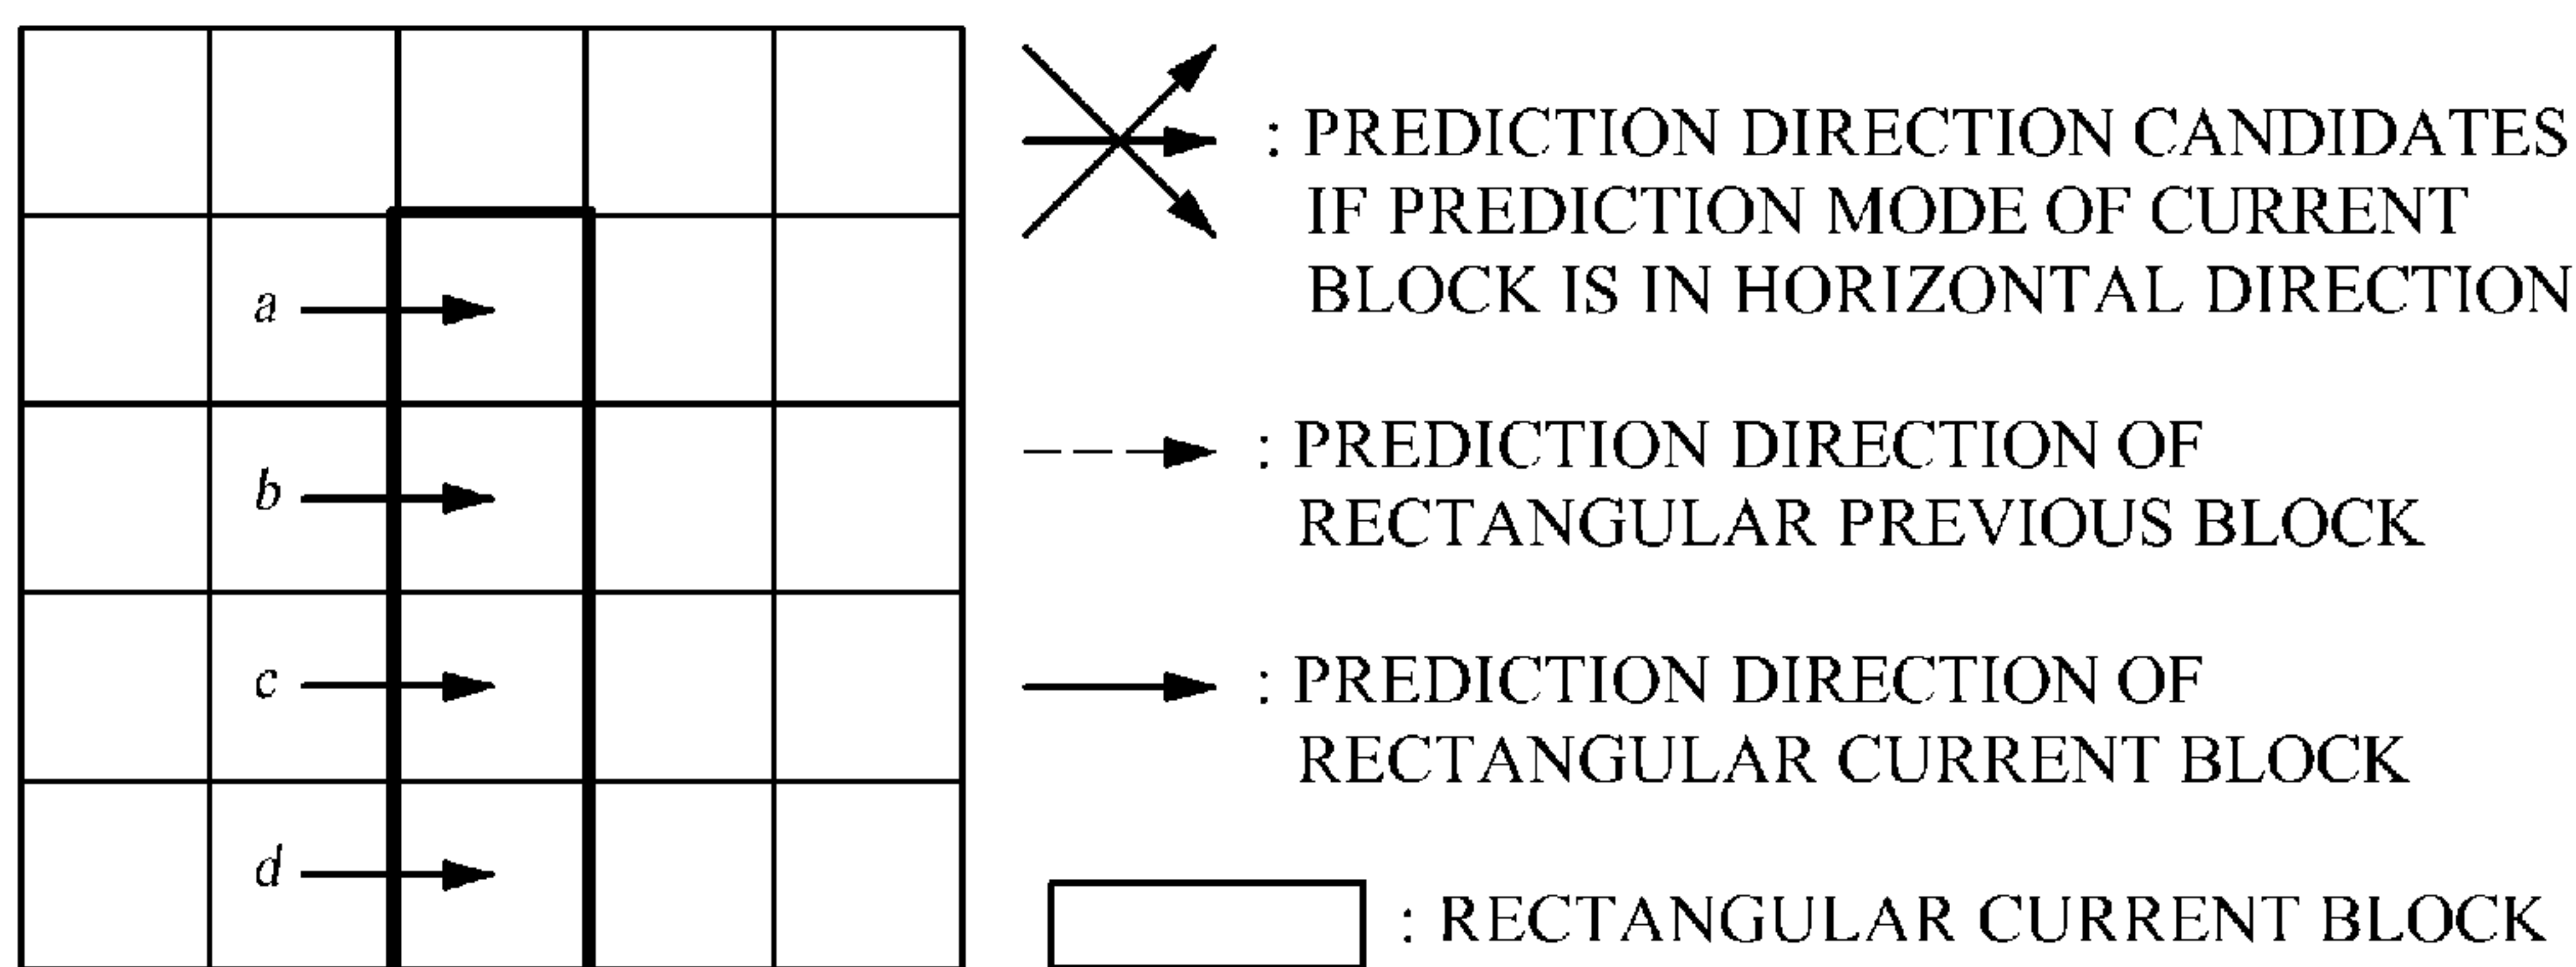 a
b
c
d
: PREDICTION DIRECTION CANDIDATES
IF PREDICTION MODE OF CURRENT
BLOCK IS IN HORIZONTAL DIRECTION
: PREDICTION DIRECTION OF
RECTANGULAR PREVIOUS BLOCK
: PREDICTION DIRECTION OF
RECTANGULAR CURRENT BLOCK
: RECTANGULAR CURRENT BLOCK